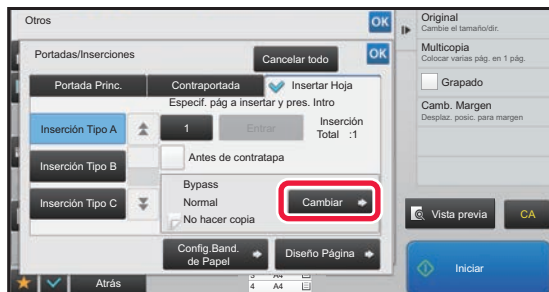 Otros
OK
Portadas/Inserciones
Cancelar todo
OK
Portada Princ.
Contraportada
Insertar Hoja
Especif. pág a insertar y pres. Intro
Inserción Tipo A
1
Entrar
Inserción
Total :1
Inserción Tipo B
Antes de contratapa
Inserción Tipo C
Bypass
Normal
No hacer copia
Cambiar
Config.Band.
de Papel
Diseño Página
Atrás
3 A4
4 A4
Original
Cambie el tamaño/dir.
Multicopia
Colocar varias pág. en 1 pág.
Grapado
Camb. Margen
Desplaz. posic. para margen
Vista previa
CA
Iniciar